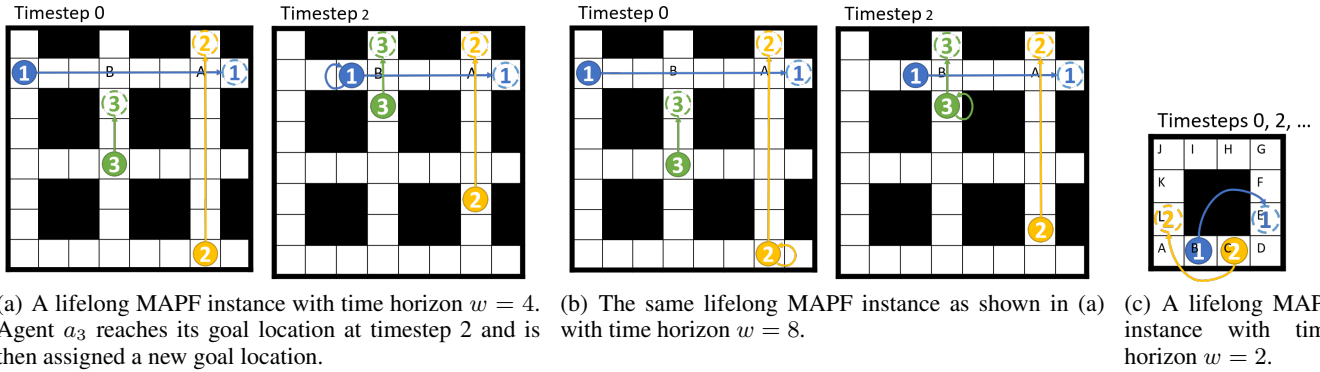 Timestep 0
Timestep 2
Timestep 0
Timestep 2
2
1
B
A
1
3
3
2
3
2
1
B
A
1
3
2
2
1
B
A
1
3
3
2
3
2
1
B
A
1
3
2
Timesteps 0, 2, ...
J I H G
K F
L 2 E 1
A B 1 C 2 D
(a) A lifelong MAPF instance with time horizon w = 4.
Agent a3 reaches its goal location at timestep 2 and is
then assigned a new goal location.
(b) The same lifelong MAPF instance as shown in (a)
with time horizon w = 8.
(c) A lifelong MAP
instance with tim
horizon w = 2.